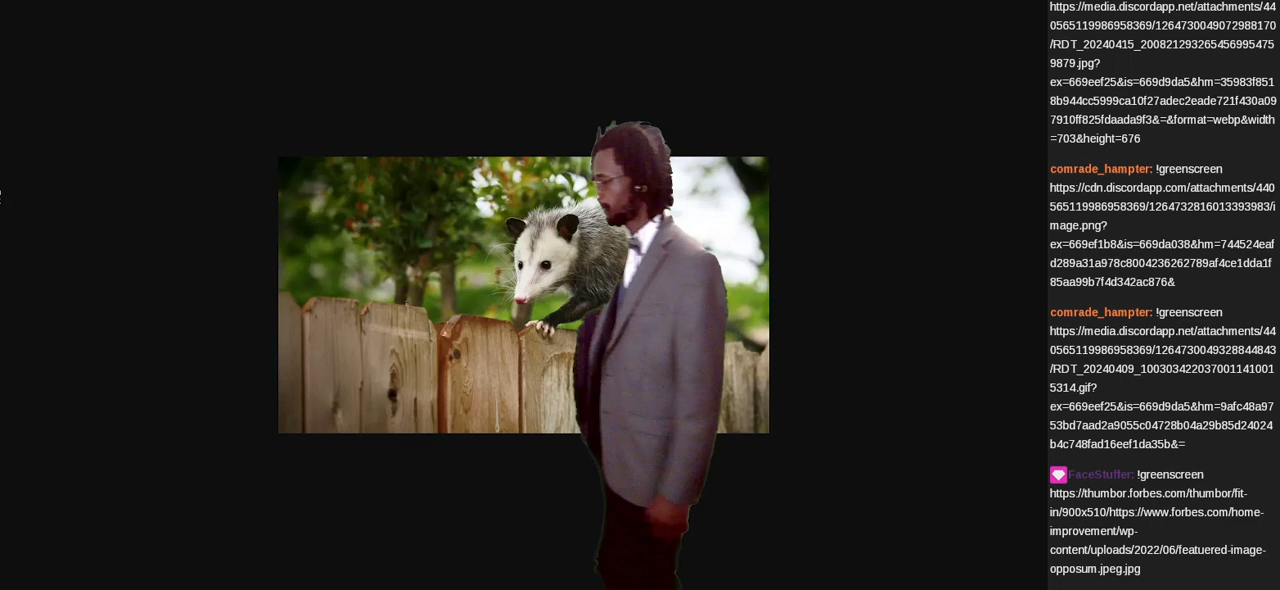 https://media.discordapp.net/attachments/44
0565119986958369/1264730049072988170
/RDT_20240415_200821293265456995475
9879.jpg?
ex=669eef25&is=669d9da5&hm=35983f851
8b944cc5999ca10f27adec2eade721f430a09
7910ff825fdaada9f3&=&format=webp&width
=703&height=676
comrade_hampter: !greenscreen
https://cdn.discordapp.com/attachments/440
565119986958369/1264732816013393983/i
mage.png?
ex=669ef1b8&is=669da038&hm=744524eaf
d289a31a978c8004236262789af4ce1dda1f
85aa99b7f4d342ac876&
comrade_hampter: !greenscreen
https://media.discordapp.net/attachments/44
0565119986958369/1264730049328844843
/RDT_20240409_100303422037001141001
5314.gif?
ex=669eef25&is=669d9da5&hm=9afc48a97
53bd7aad2a9055c04728b04a29b85d24024
b4c748fad16eef1da35b&=
FaceStuffer: !greenscreen
https://thumbor.forbes.com/thumbor/fit-
in/900x510/https://www.forbes.com/home-
improvement/wp-
content/uploads/2022/06/featuered-image-
opposum.jpeg.jpg